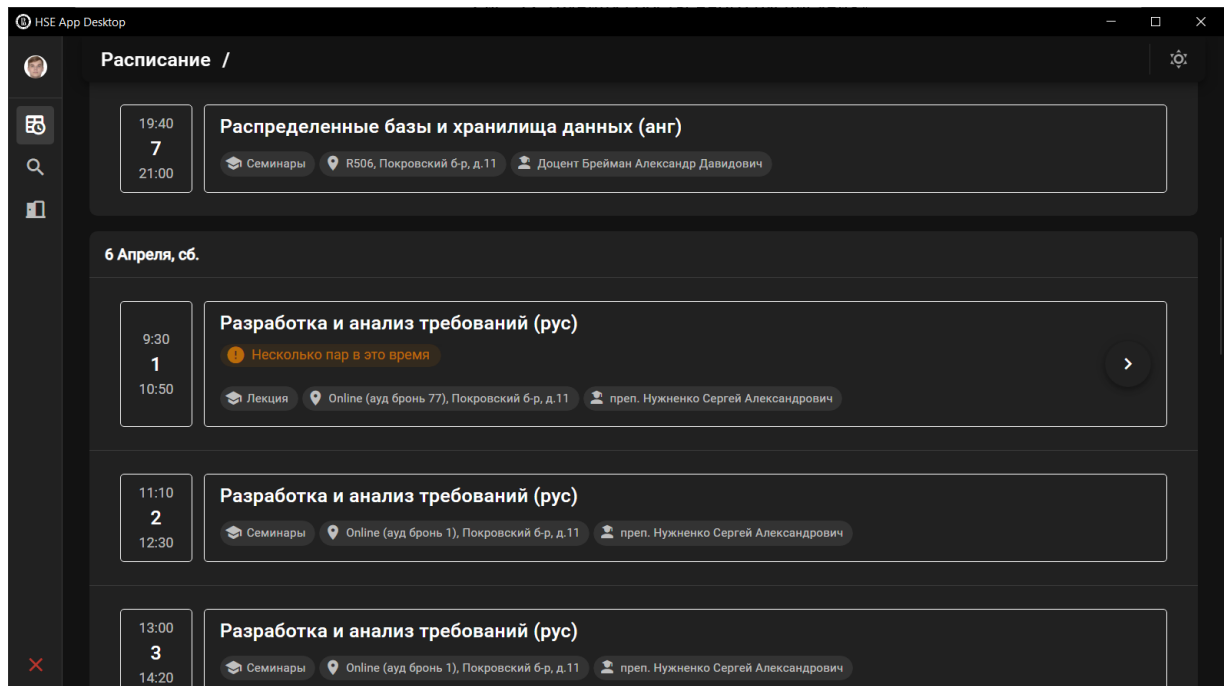 HSE App Desktop
Расписание /
19:40
7
21:00
Распределенные базы и хранилища данных (анг)
Семинары R506, Покровский б-р, д.11 Доцент Брейман Александр Давидович
6 Апреля, сб.
9:30
1
10:50
Разработка и анализ требований (рус)
Несколько пар в это время
Лекция Online (ауд бронь 77), Покровский б-р, д.11 преп. Нужненко Сергей Александрович
11:10
2
12:30
Разработка и анализ требований (рус)
Семинары Online (ауд бронь 1), Покровский б-р, д.11 преп. Нужненко Сергей Александрович
13:00
3
14:20
Разработка и анализ требований (рус)
Семинары Online (ауд бронь 1), Покровский б-р, д.11 преп. Нужненко Сергей Александрович